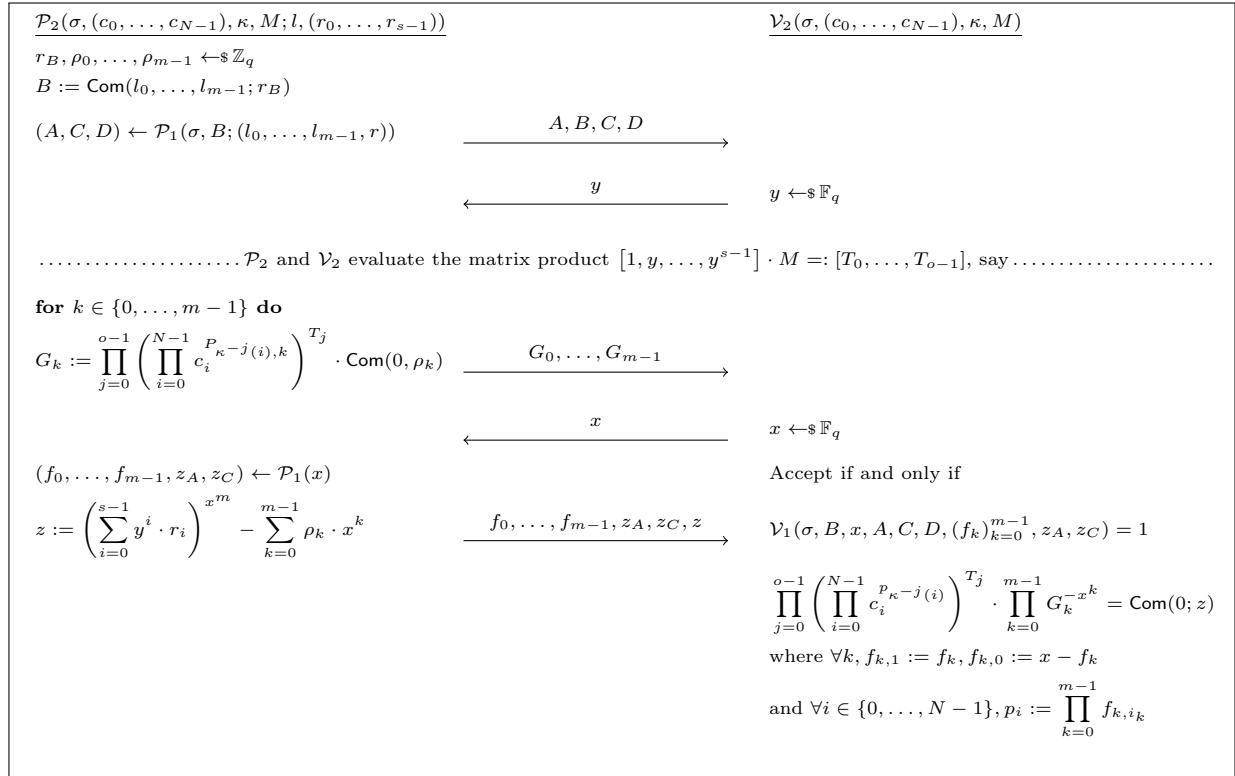 P₂(σ, (c₀, …, c_{N−1}), κ, M; l, (r₀, …, r_{s−1})) V₂(σ, (c₀, …, c_{N−1}), κ, M)
r_B, ρ₀, …, ρ_{m−1} ←$ ℤ_q
B := Com(l₀, …, l_{m−1}; r_B)
(A, C, D) ← P₁(σ, B; (l₀, …, l_{m−1}, r)) A, B, C, D
y y ←$ 𝔽_q
...................... P₂ and V₂ evaluate the matrix product [1, y, …, y^{s−1}] · M =: [T₀, …, T_{o−1}], say ......................
for k ∈ {0, …, m − 1} do
G_k := ∏_{j=0}^{o−1} (∏_{i=0}^{N−1} c_i^{P_{κ−j(i),k}})^{T_j} · Com(0, ρ_k) G₀, …, G_{m−1}
x x ←$ 𝔽_q
(f₀, …, f_{m−1}, z_A, z_C) ← P₁(x) Accept if and only if
z := (∑_{i=0}^{s−1} y^i · r_i)^{x^m} − ∑_{k=0}^{m−1} ρ_k · x^k f₀, …, f_{m−1}, z_A, z_C, z V₁(σ, B, x, A, C, D, (f_k)_{k=0}^{m−1}, z_A, z_C) = 1
∏_{j=0}^{o−1} (∏_{i=0}^{N−1} c_i^{p_{κ−j(i)}})^{T_j} · ∏_{k=0}^{m−1} G_k^{−x^k} = Com(0; z)
where ∀k, f_{k,1} := f_k, f_{k,0} := x − f_k
and ∀i ∈ {0, …, N − 1}, p_i := ∏_{k=0}^{m−1} f_{k,i_k}